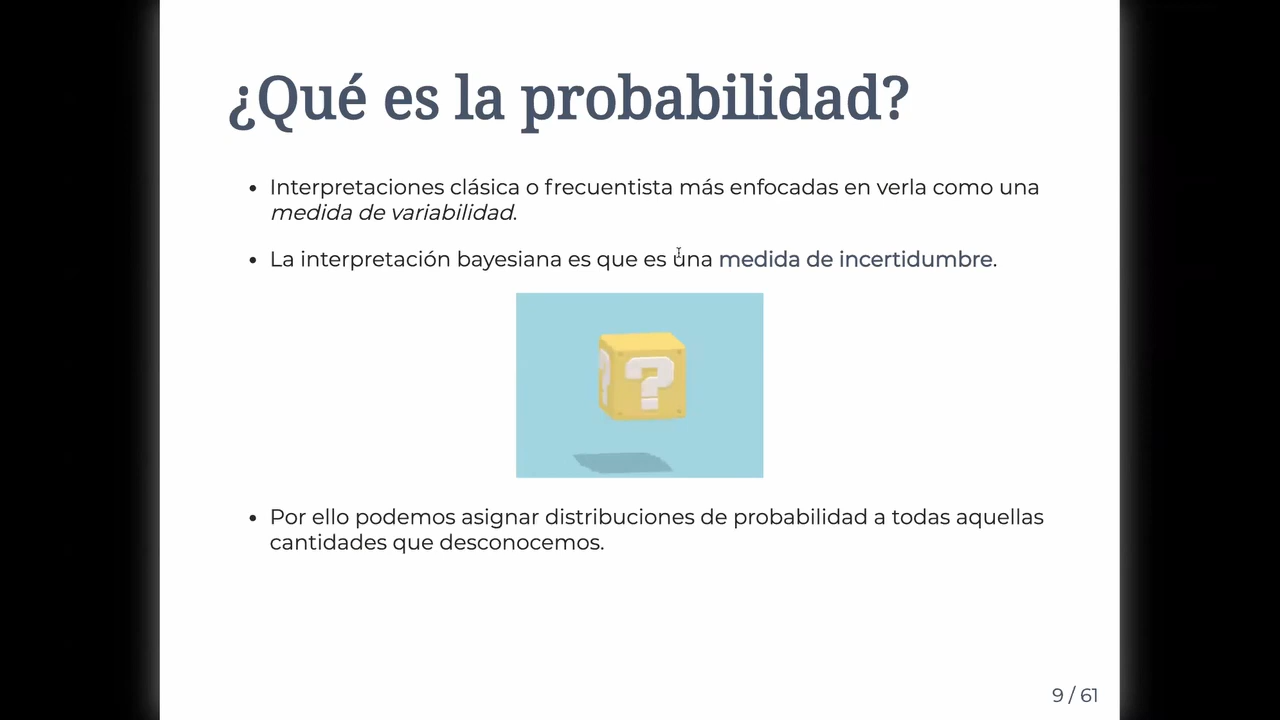 ¿Qué es la probabilidad?
• Interpretaciones clásica o frecuentista más enfocadas en verla como una
medida de variabilidad.
• La interpretación bayesiana es que es una medida de incertidumbre.
?
• Por ello podemos asignar distribuciones de probabilidad a todas aquellas
cantidades que desconocemos.
9 / 61